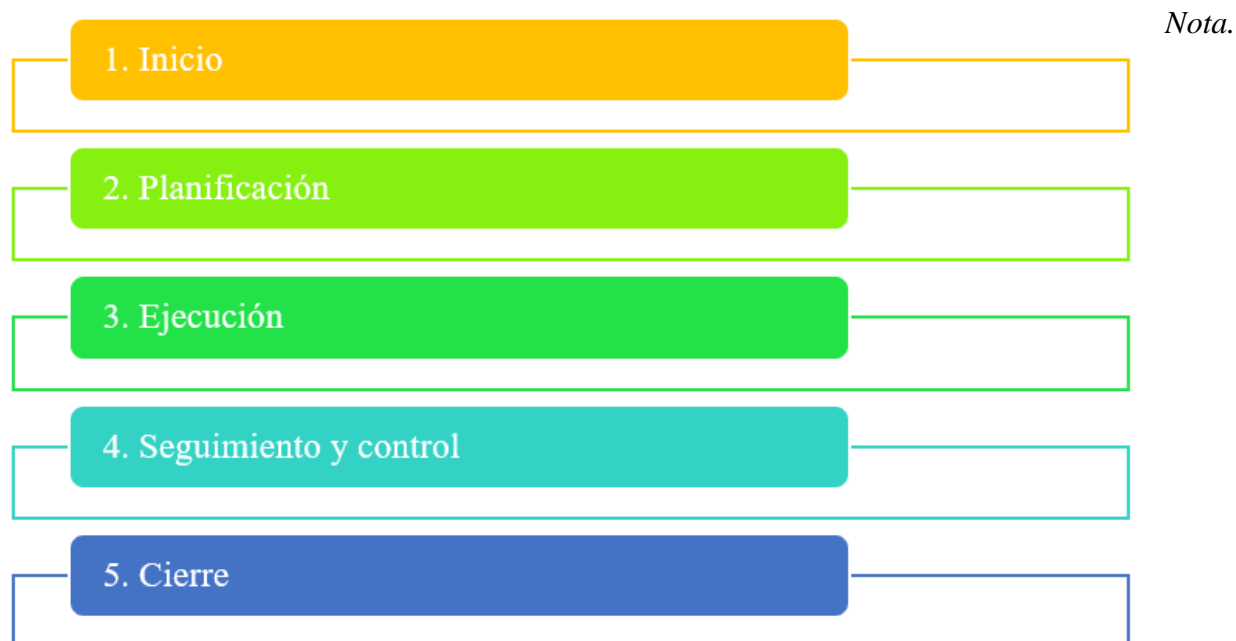 Nota.
1. Inicio
2. Planificación
3. Ejecución
4. Seguimiento y control
5. Cierre